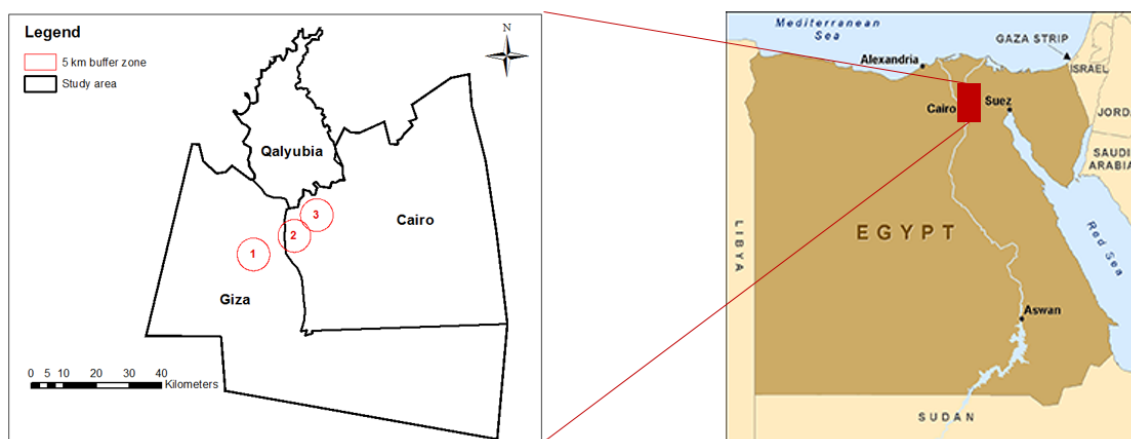 Legend
5 km buffer zone
Study area
N
Qalyubia
Cairo
Giza
1
2
3
0 5 10 20 30 40
Kilometers
Mediterranean
Sea
GAZA STRIP
Alexandria
ISRAEL
Cairo
Suez
JORD
SAUDI
ARABIA
EGYPT
LIBYA
Red Sea
Aswan
SUDAN